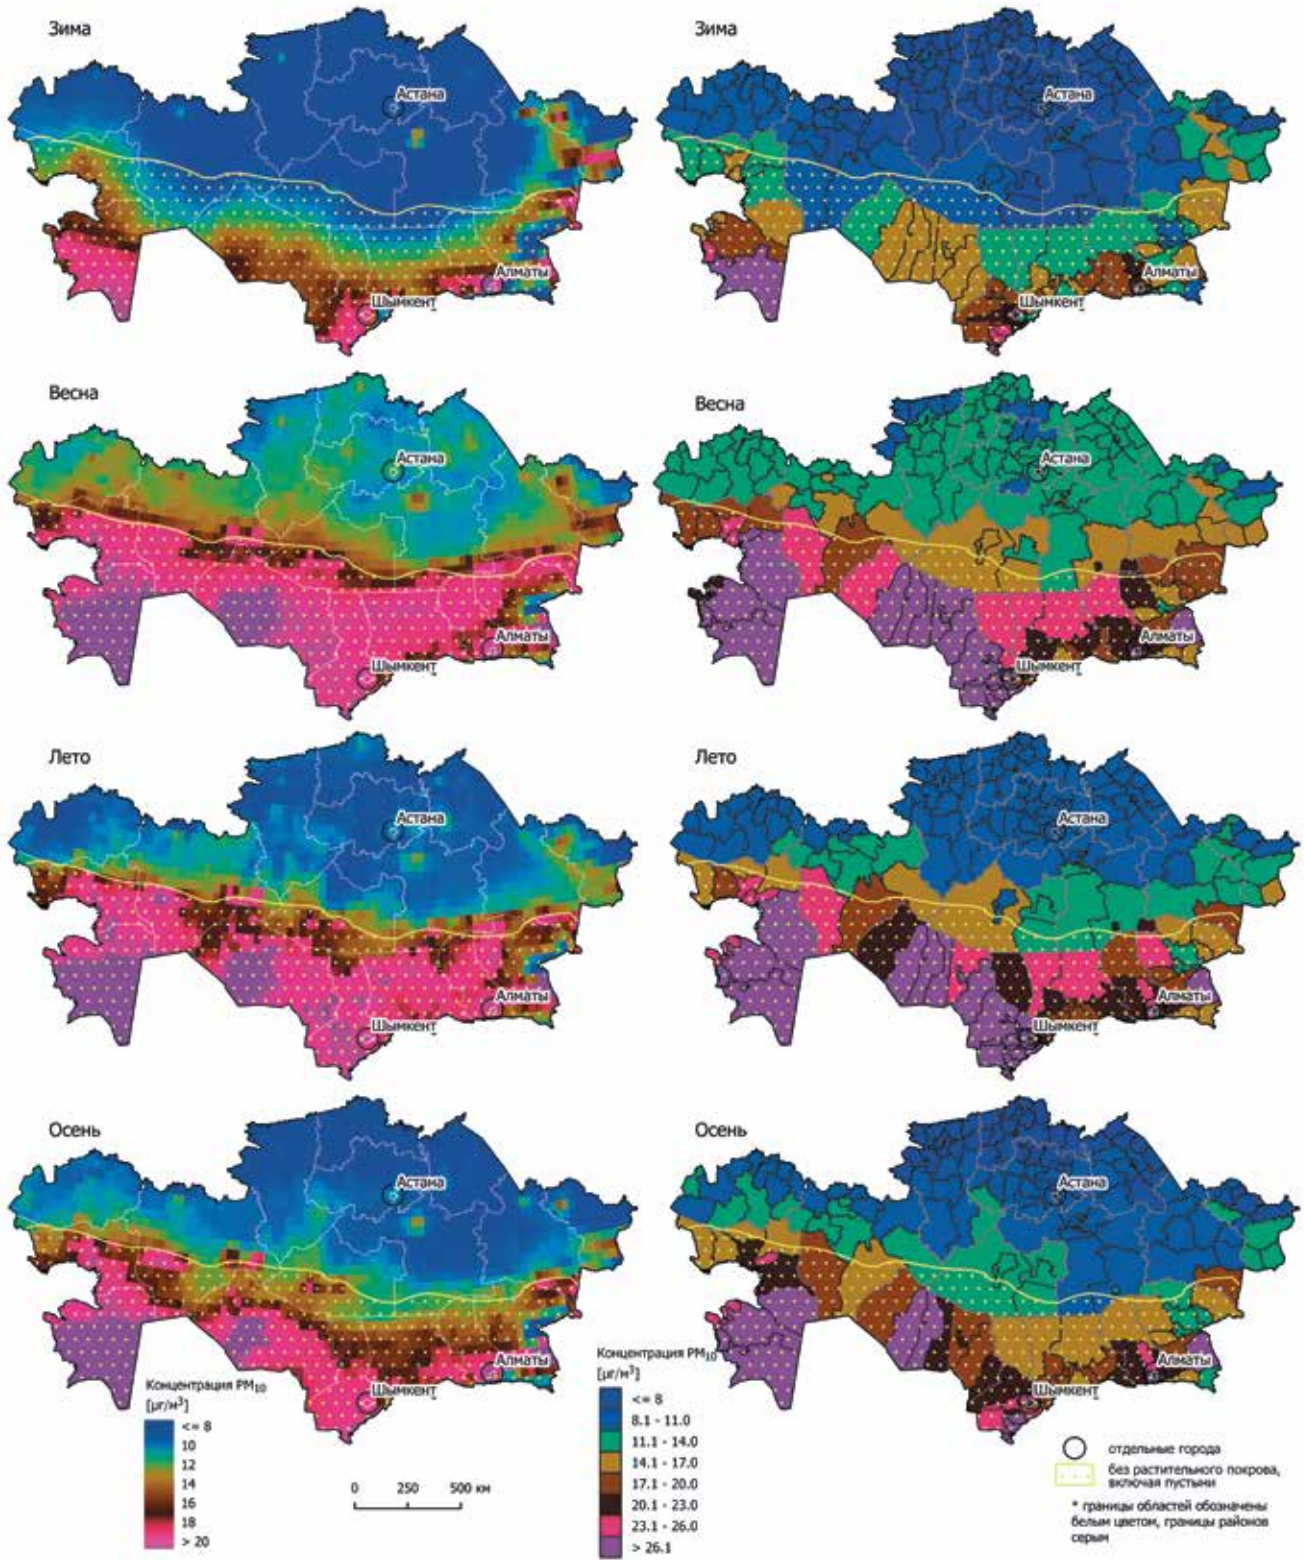 Зима
Астана
Алматы
Шымкент
Зима
Астана
Алматы
Шымкент
Весна
Астана
Алматы
Шымкент
Весна
Астана
Алматы
Шымкент
Лето
Астана
Алматы
Шымкент
Лето
Астана
Алматы
Шымкент
Осень
Астана
Алматы
Шымкент
Осень
Астана
Алматы
Шымкент
Концентрация PM10
[µг/м³]
<= 8
10
12
14
16
18
> 20
0 250 500 км
Концентрация PM10
[µг/м³]
<= 8
8.1 - 11.0
11.1 - 14.0
14.1 - 17.0
17.1 - 20.0
20.1 - 23.0
23.1 - 26.0
> 26.1
отдельные города
без растительного покрова,
включая пустыни
* границы областей обозначены
белым цветом, границы районов
серым